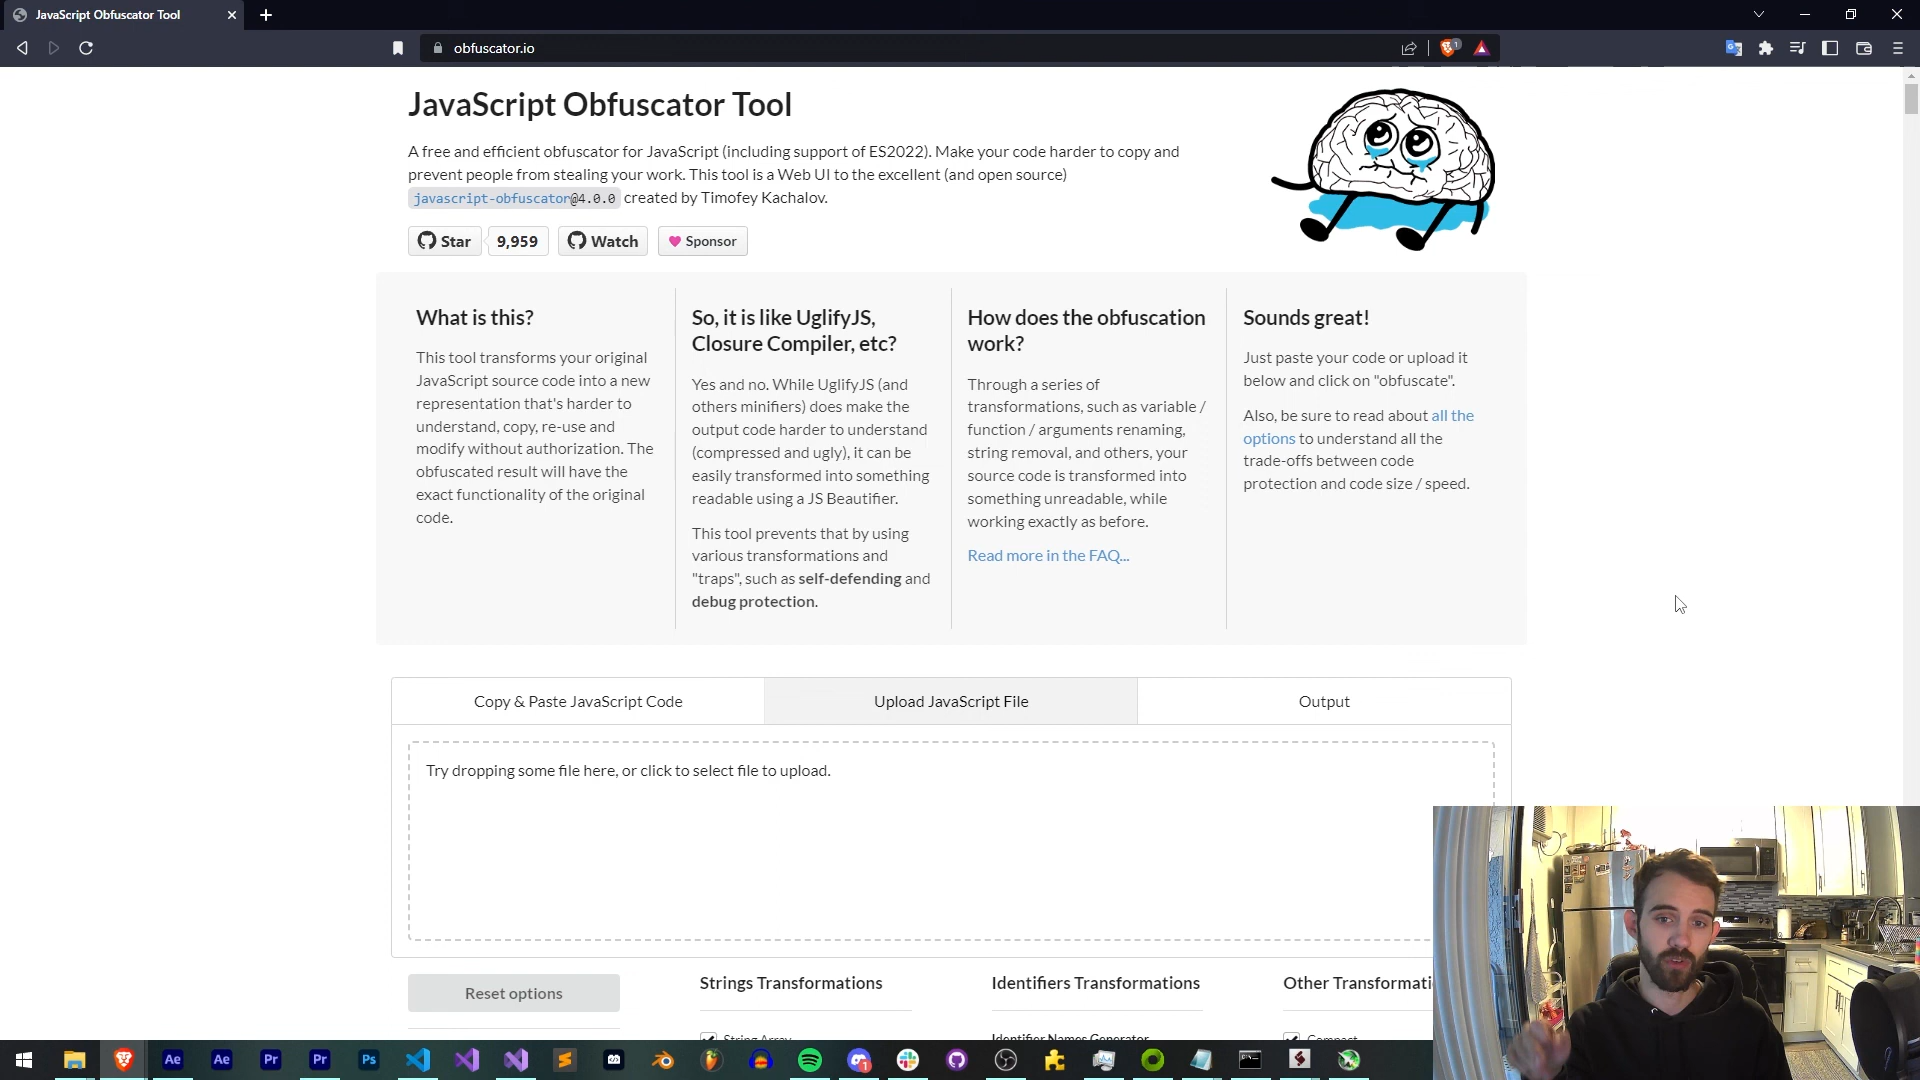 JavaScript Obfuscator Tool
obfuscator.io
1
JavaScript Obfuscator Tool
A free and efficient obfuscator for JavaScript (including support of ES2022). Make your code harder to copy and
prevent people from stealing your work. This tool is a Web UI to the excellent (and open source)
javascript-obfuscator@4.0.0 created by Timofey Kachalov.
Star 9,959 Watch Sponsor
What is this?
This tool transforms your original
JavaScript source code into a new
representation that's harder to
understand, copy, re-use and
modify without authorization. The
obfuscated result will have the
exact functionality of the original
code.
So, it is like UglifyJS,
Closure Compiler, etc?
Yes and no. While UglifyJS (and
others minifiers) does make the
output code harder to understand
(compressed and ugly), it can be
easily transformed into something
readable using a JS Beautifier.
This tool prevents that by using
various transformations and
"traps", such as self-defending and
debug protection.
How does the obfuscation
work?
Through a series of
transformations, such as variable /
function / arguments renaming,
string removal, and others, your
source code is transformed into
something unreadable, while
working exactly as before.
Read more in the FAQ...
Sounds great!
Just paste your code or upload it
below and click on "obfuscate".
Also, be sure to read about all the
options to understand all the
trade-offs between code
protection and code size / speed.
Copy & Paste JavaScript Code
Upload JavaScript File
Output
Try dropping some file here, or click to select file to upload.
Reset options
Strings Transformations
Identifiers Transformations
Other Transformati
String Array
Identifier Names Generator
Compact
Ae Ae Pr Pr Ps
1